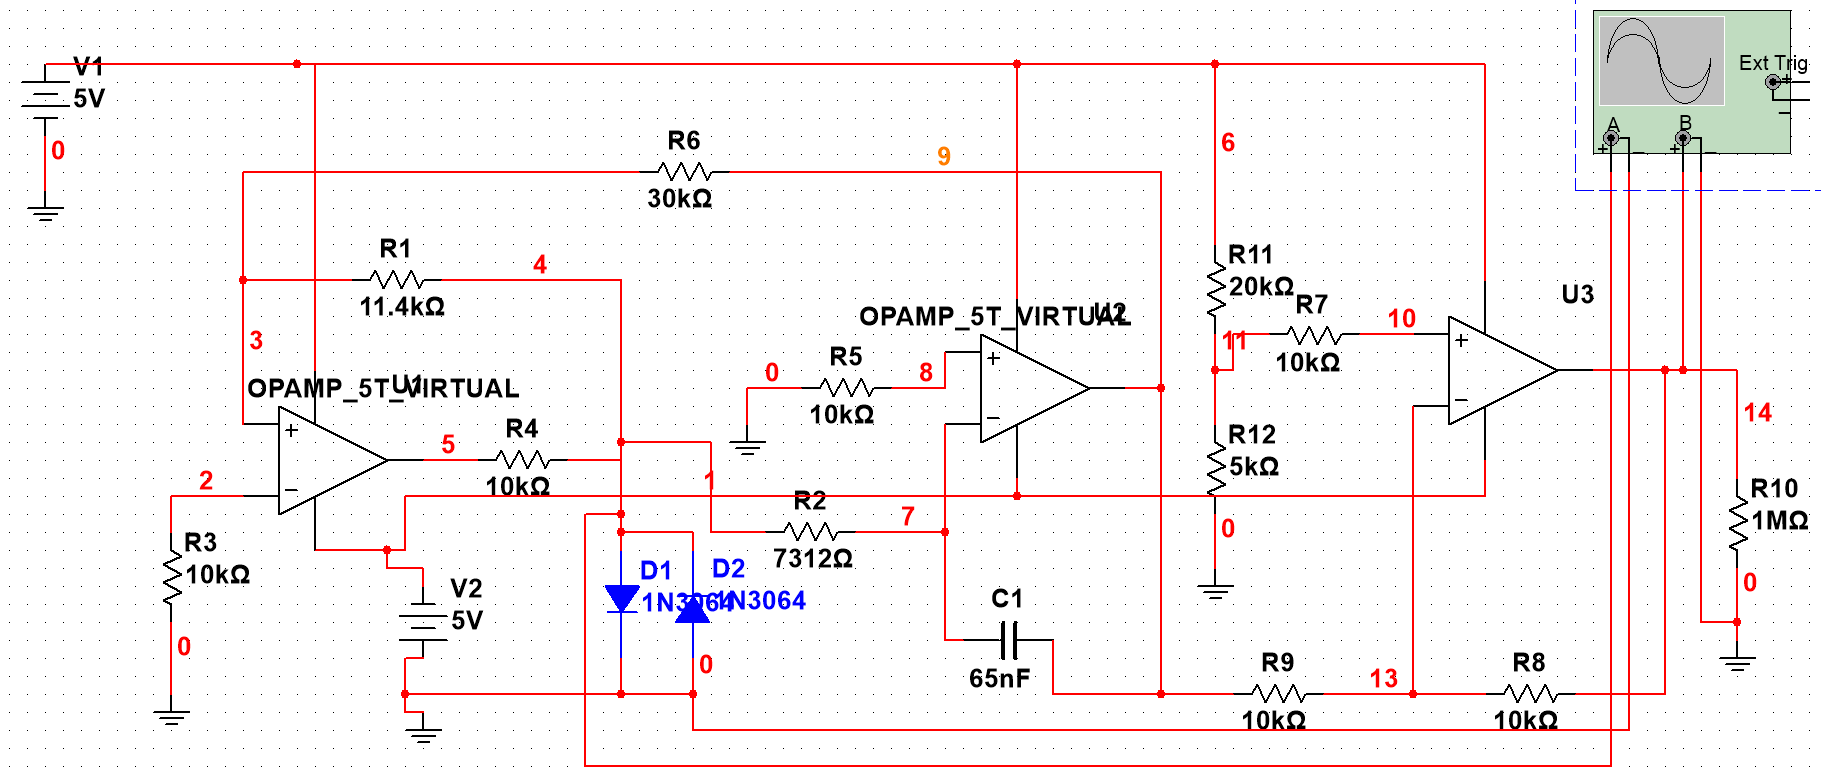 V1
5V
0
Ext Trig
+
−
A
B
+
−
+
−
R6
30kΩ
9
6
R1
11.4kΩ
4
R11
20kΩ
R7
10kΩ
10
11
U3
3
OPAMP_5T_VIRTUAL
U2
OPAMP_5T_VIRTUAL
U1
R5
10kΩ
0
8
+
−
+
−
14
+
−
5
R4
10kΩ
R12
5kΩ
2
1
R2
7312Ω
7
R10
1MΩ
0
R3
10kΩ
0
V2
5V
D1
1N3064
D2
1N3064
0
C1
65nF
0
R9
10kΩ
13
R8
10kΩ